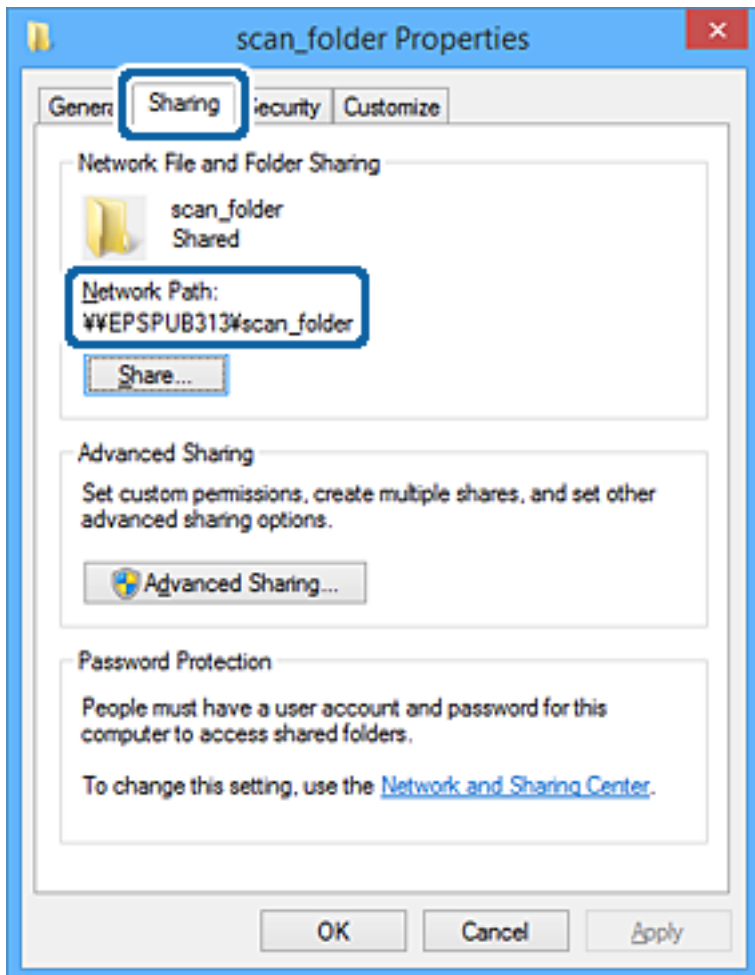 scan_folder Properties
Sharing
Customize
Network File and Folder Sharing
scan_folder
Shared
Network Path:
¥¥EPSPUB313¥scan_folder
Share...
Advanced Sharing
Set custom permissions, create multiple shares, and set other
advanced sharing options.
Advanced Sharing...
Password Protection
People must have a user account and password for this
computer to access shared folders.
To change this setting, use the Network and Sharing Center.
OK Cancel Apply